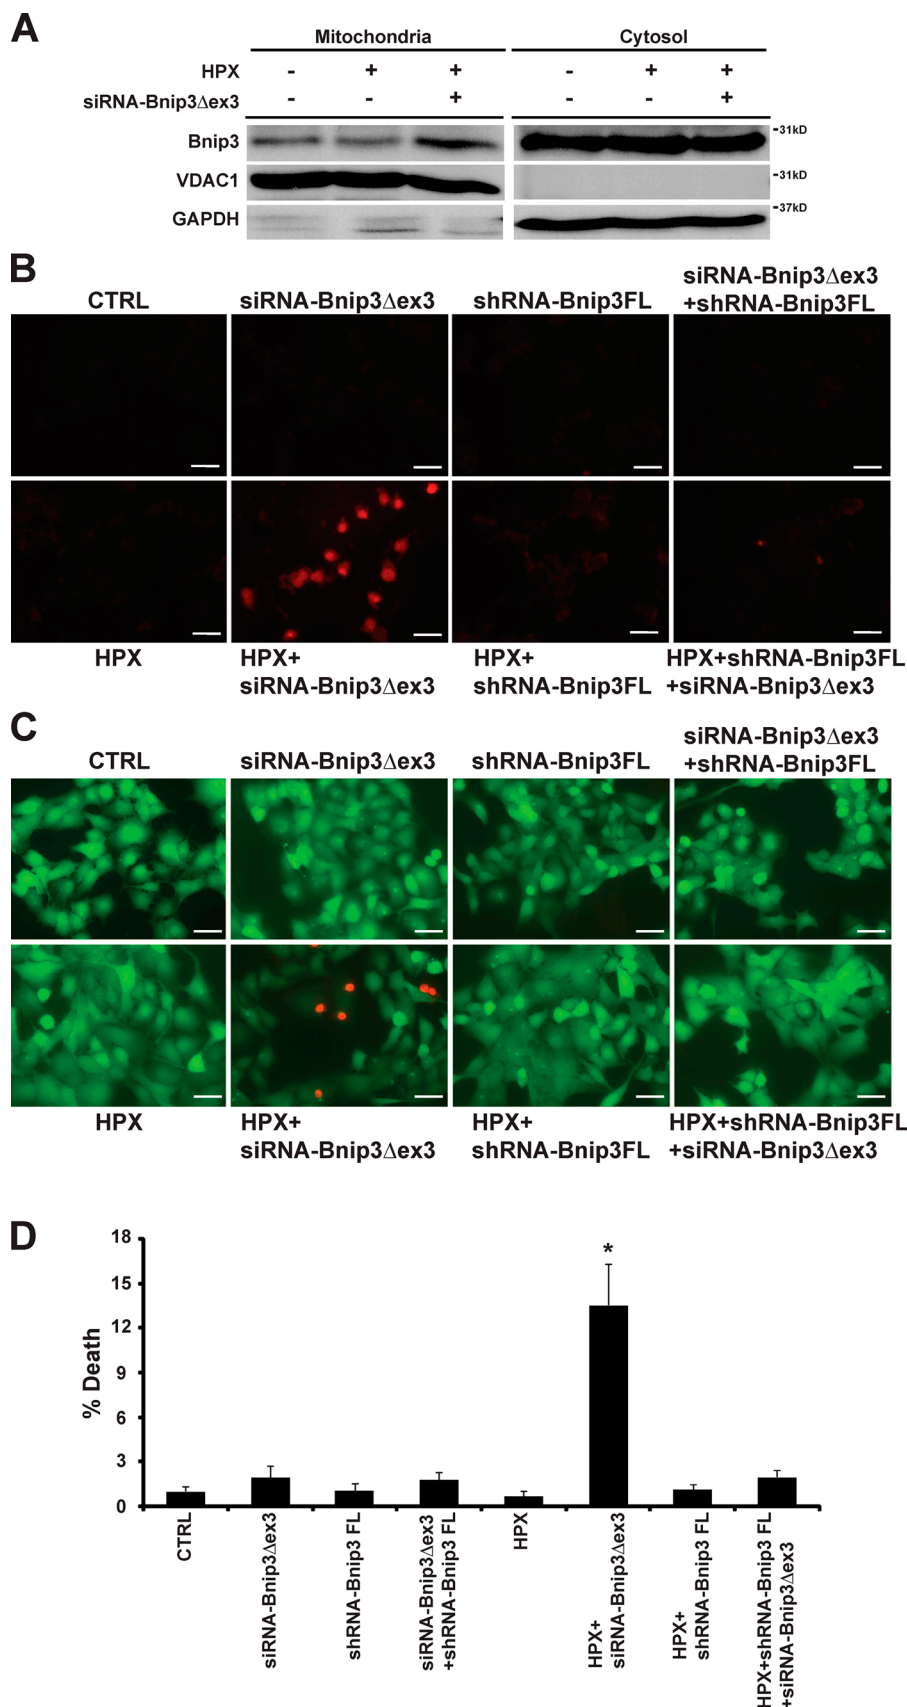 A
Mitochondria Cytosol
HPX - + + - + +
siRNA-Bnip3Δex3 - - + - - +
Bnip3 -31kD
VDAC1 -31kD
-37kD
GAPDH
B
CTRL siRNA-Bnip3Δex3 shRNA-Bnip3FL siRNA-Bnip3Δex3
+shRNA-Bnip3FL
HPX HPX+ HPX+ HPX+shRNA-Bnip3FL
siRNA-Bnip3Δex3 shRNA-Bnip3FL +siRNA-Bnip3Δex3
C
CTRL siRNA-Bnip3Δex3 shRNA-Bnip3FL siRNA-Bnip3Δex3
+shRNA-Bnip3FL
HPX HPX+ HPX+ HPX+shRNA-Bnip3FL
siRNA-Bnip3Δex3 shRNA-Bnip3FL +siRNA-Bnip3Δex3
D
% Death
18
15
12
9
6
3
0
*
CTRL
siRNA-Bnip3Δex3
shRNA-Bnip3 FL
siRNA-Bnip3Δex3
+shRNA-Bnip3 FL
HPX
HPX+
siRNA-Bnip3Δex3
HPX+
shRNA-Bnip3 FL
HPX+shRNA-Bnip3 FL
+siRNA-Bnip3Δex3